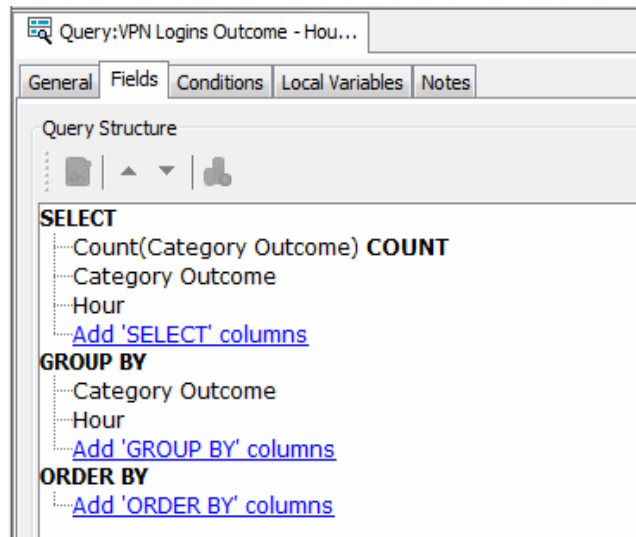 Query:VPN Logins Outcome - Hou...
General Fields Conditions Local Variables Notes
Query Structure
SELECT
Count(Category Outcome) COUNT
Category Outcome
Hour
Add 'SELECT' columns
GROUP BY
Category Outcome
Hour
Add 'GROUP BY' columns
ORDER BY
Add 'ORDER BY' columns